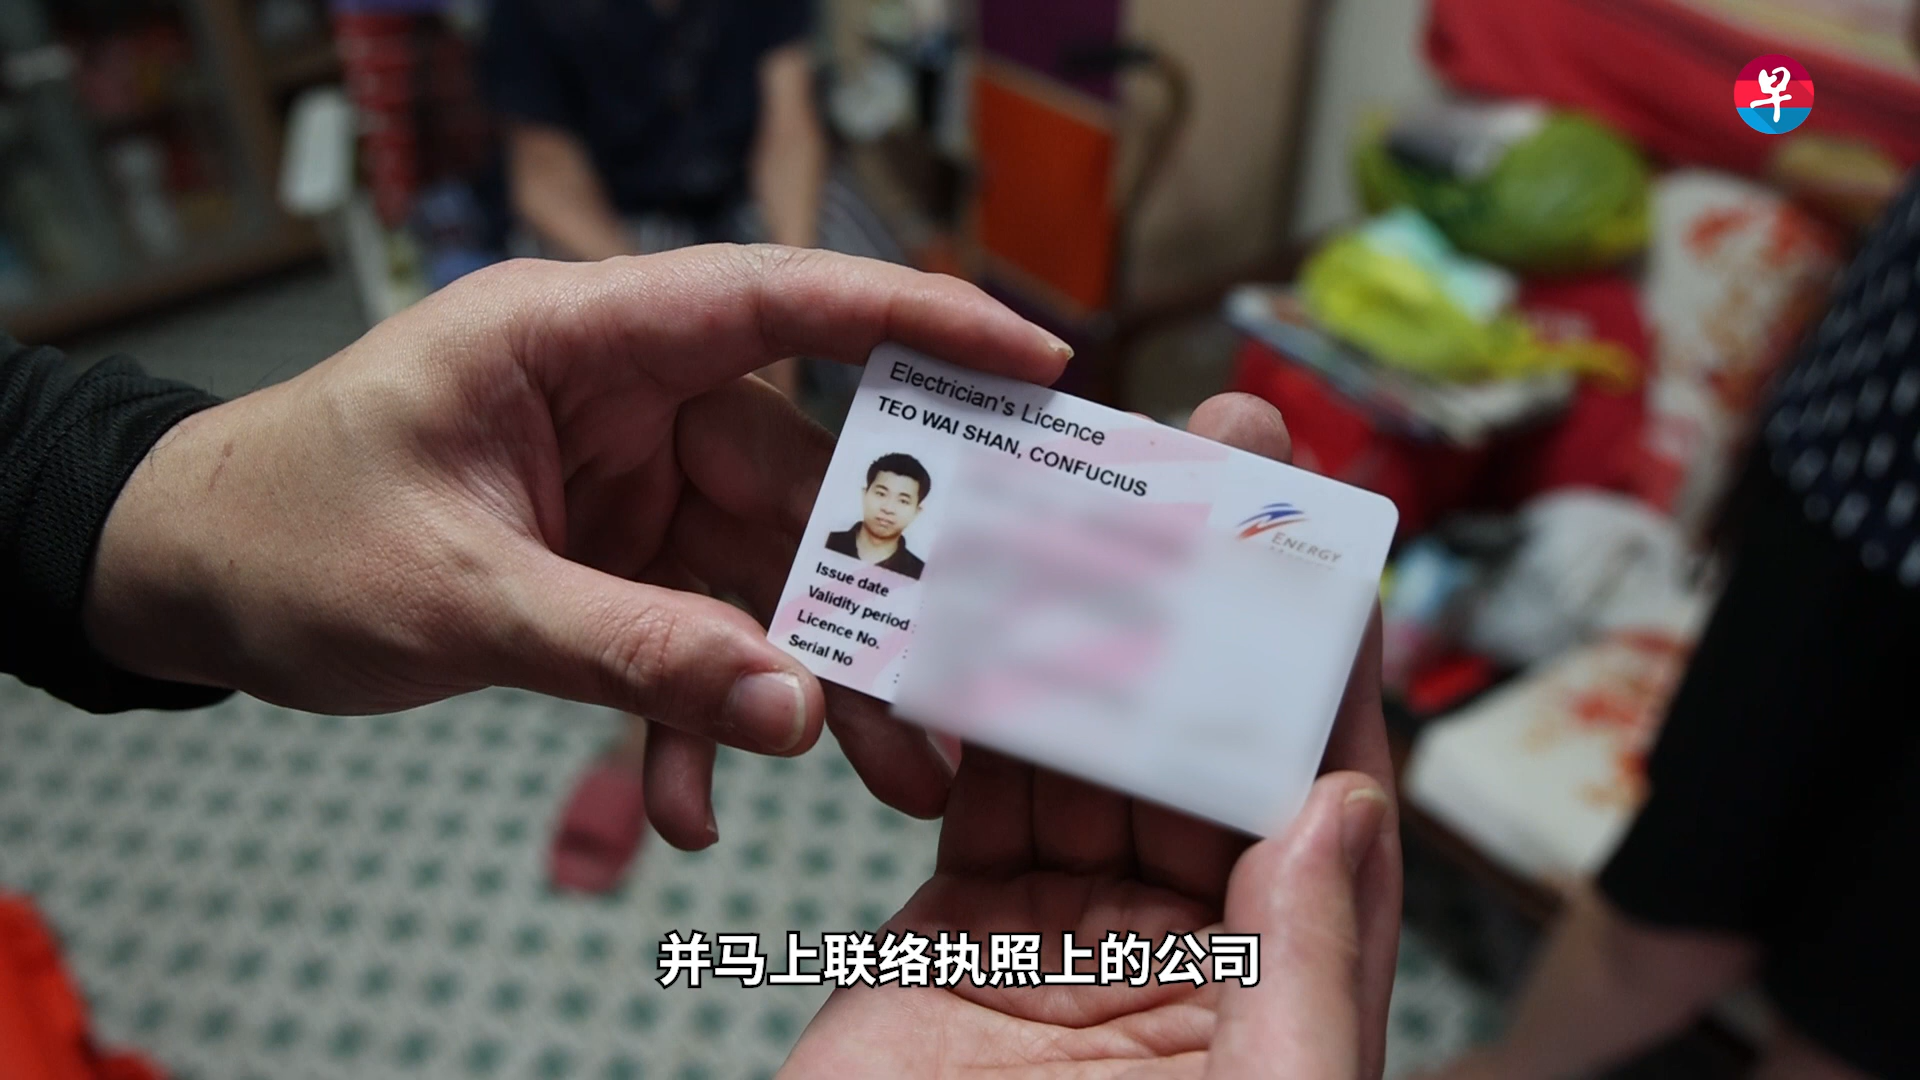 早
Electrician's Licence
TEO WAI SHAN, CONFUCIUS
ENERGY
Issue date
Validity period :
Licence No. :
Serial No :
并马上联络执照上的公司